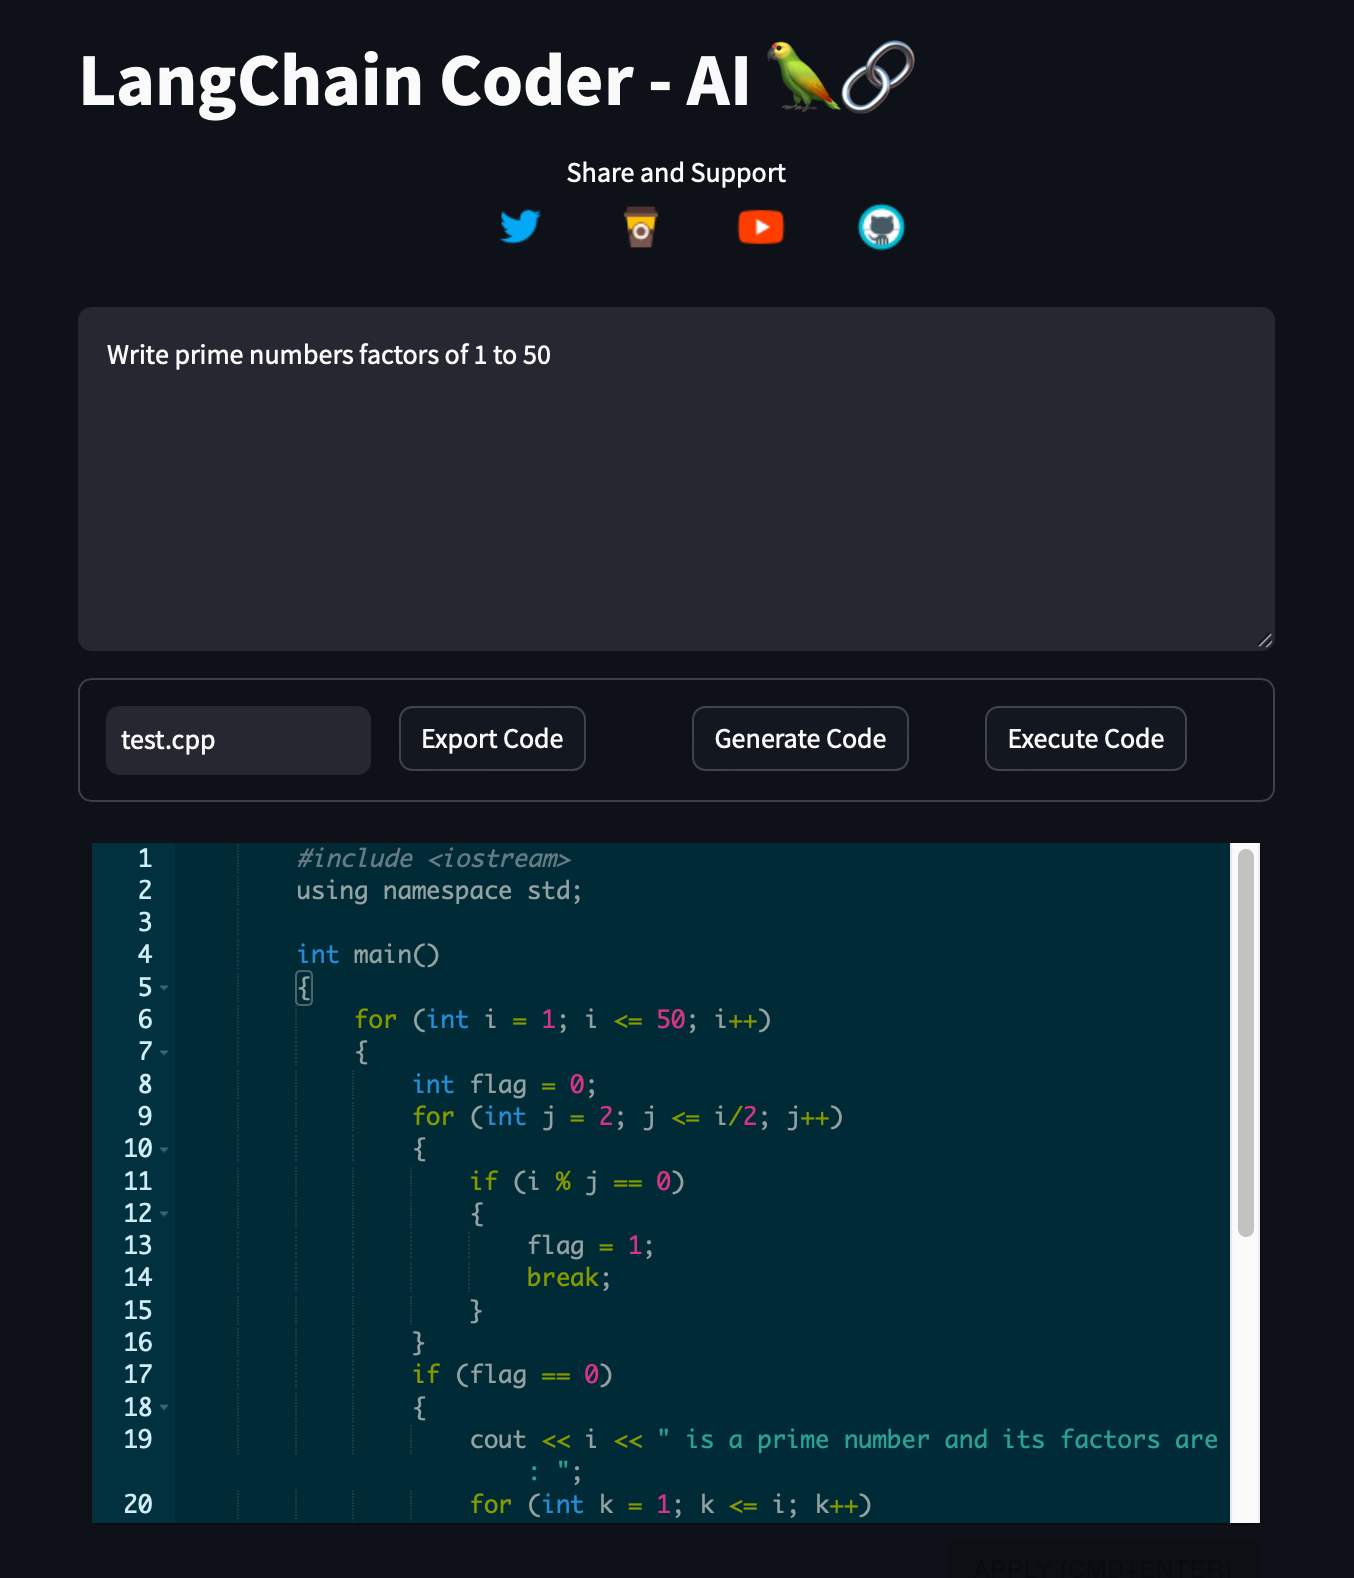 LangChain Coder - AI
Share and Support
Write prime numbers factors of 1 to 50
test.cpp
Export Code
Generate Code
Execute Code
1 #include <iostream>
2 using namespace std;
3
4 int main()
5 {
6 for (int i = 1; i <= 50; i++)
7 {
8 int flag = 0;
9 for (int j = 2; j <= i/2; j++)
10 {
11 if (i % j == 0)
12 {
13 flag = 1;
14 break;
15 }
16 }
17 if (flag == 0)
18 {
19 cout << i << " is a prime number and its factors are
: ";
20 for (int k = 1; k <= i; k++)
APPLY (CMD+ENTER)